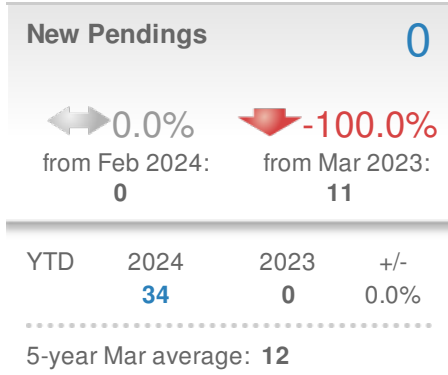 New Pendings 0
0.0% -100.0%
from Feb 2024: from Mar 2023:
0 11
YTD 2024 2023 +/-
34 0 0.0%
5-year Mar average: 12